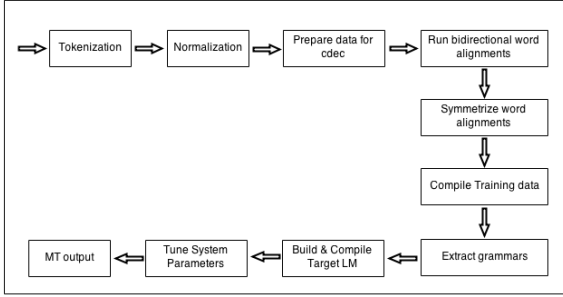 Tokenization
Normalization
Prepare data for
cdec
Run bidirectional word
alignments
Symmetrize word
alignments
Compile Training data
Extract grammars
Build & Compile
Target LM
Tune System
Parameters
MT output